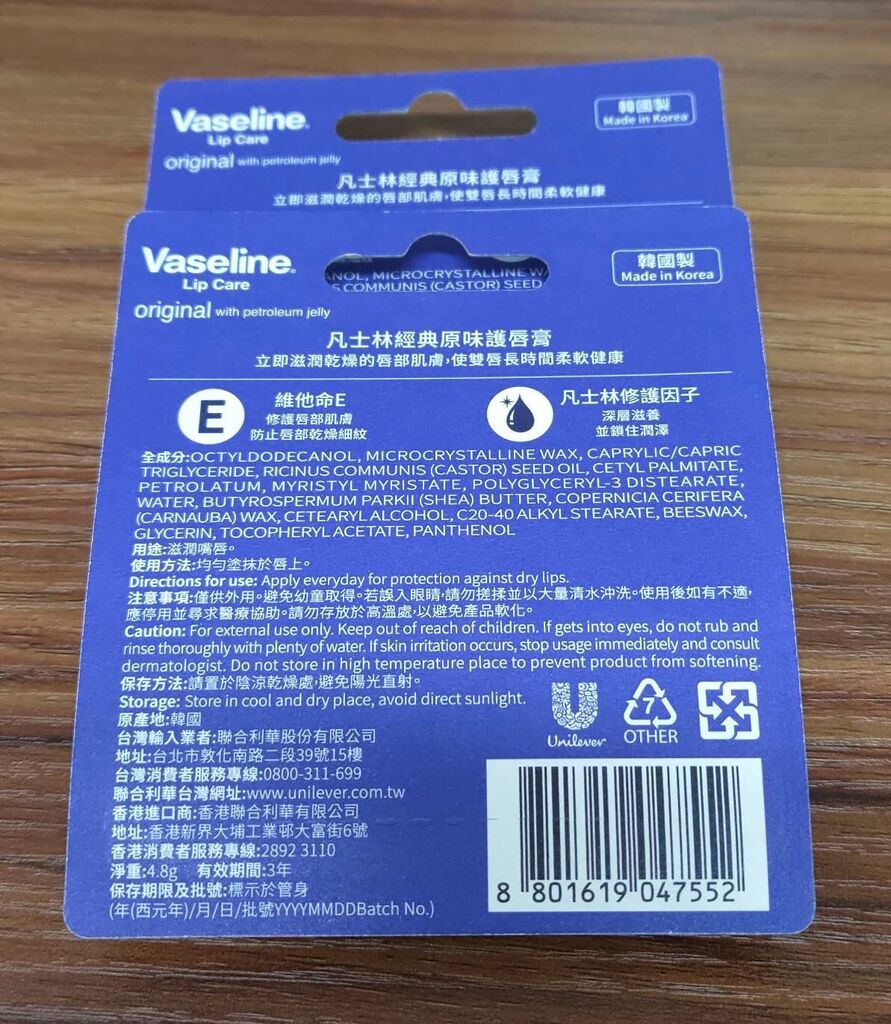 Vaseline.
Lip Care
韓國製
Made in Korea
original with petroleum jelly
凡士林經典原味護唇膏
立即滋潤乾燥的唇部肌膚,使雙唇長時間柔軟健康
Vaseline.
Lip Care
NOL, MICROCRYSTALLINE W
S COMMUNIS (CASTOR) SEED
韓國製
Made in Korea
original with petroleum jelly
凡士林經典原味護唇膏
立即滋潤乾燥的唇部肌膚,使雙唇長時間柔軟健康
E
維他命E
修護唇部肌膚
防止唇部乾燥細紋
凡士林修護因子
深層滋養
並鎖住潤澤
全成分:OCTYLDODECANOL, MICROCRYSTALLINE WAX, CAPRYLIC/CAPRIC
TRIGLYCERIDE, RICINUS COMMUNIS (CASTOR) SEED OIL, CETYL PALMITATE,
PETROLATUM, MYRISTYL MYRISTATE, POLYGLYCERYL-3 DISTEARATE,
WATER, BUTYROSPERMUM PARKII (SHEA) BUTTER, COPERNICIA CERIFERA
(CARNAUBA) WAX, CETEARYL ALCOHOL, C20-40 ALKYL STEARATE, BEESWAX,
GLYCERIN, TOCOPHERYL ACETATE, PANTHENOL
用途:滋潤嘴唇。
使用方法:均勻塗抹於唇上。
Directions for use: Apply everyday for protection against dry lips.
注意事項:僅供外用。避免幼童取得。若誤入眼睛,請勿搓揉並以大量清水沖洗。使用後如有不適,
應停用並尋求醫療協助。請勿存放於高溫處,以避免產品軟化。
Caution: For external use only. Keep out of reach of children. If gets into eyes, do not rub and
rinse thoroughly with plenty of water. If skin irritation occurs, stop usage immediately and consult
dermatologist. Do not store in high temperature place to prevent product from softening.
保存方法:請置於陰涼乾燥處,避免陽光直射。
Storage: Store in cool and dry place, avoid direct sunlight.
原產地:韓國
台灣輸入業者:聯合利華股份有限公司
地址:台北市敦化南路二段39號15樓
台灣消費者服務專線:0800-311-699
聯合利華台灣網址:www.unilever.com.tw
香港進口商:香港聯合利華有限公司
地址:香港新界大埔工業邨大富街6號
香港消費者服務專線:2892 3110
淨重:4.8g 有效期間:3年
保存期限及批號:標示於管身
(年(西元年)/月/日/批號YYYYMMDDBatch No.)
Unilever
7
OTHER
8 801619 047552